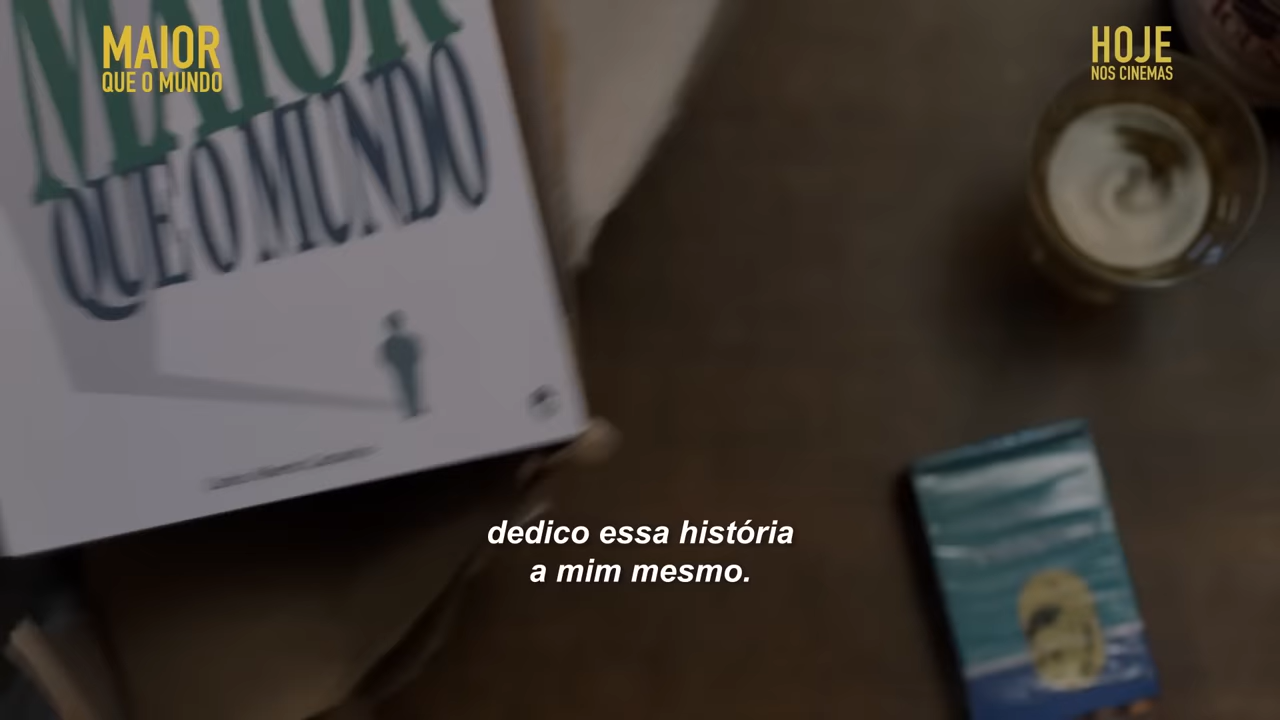 MAIOR
QUE O MUNDO
HOJE
NOS CINEMAS
MAIOR
QUE O MUNDO
dedico essa história
a mim mesmo.